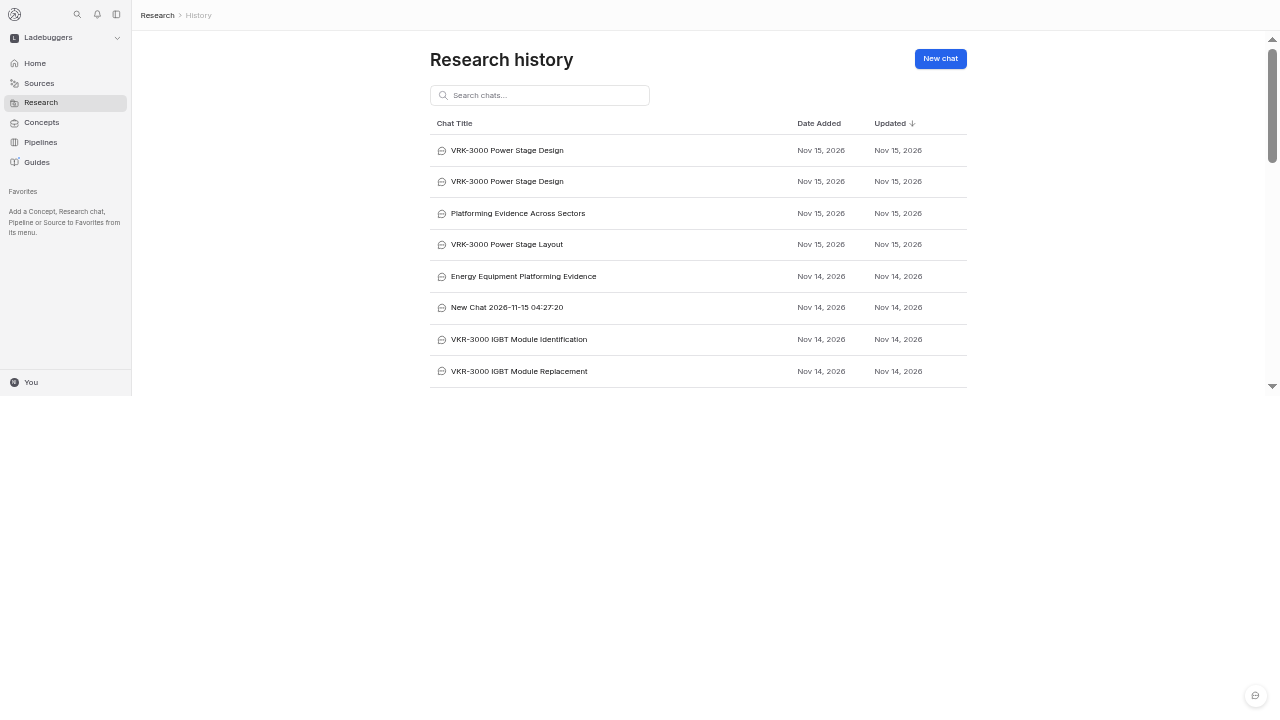 Research > History
L Ladebuggers
Home
Sources
Research
Concepts
Pipelines
Guides
Favorites
Add a Concept, Research chat,
Pipeline or Source to Favorites from
its menu.
You
Research history
New chat
Search chats...
Chat Title Date Added Updated
VRK-3000 Power Stage Design Nov 15, 2026 Nov 15, 2026
VRK-3000 Power Stage Design Nov 15, 2026 Nov 15, 2026
Platforming Evidence Across Sectors Nov 15, 2026 Nov 15, 2026
VRK-3000 Power Stage Layout Nov 15, 2026 Nov 15, 2026
Energy Equipment Platforming Evidence Nov 14, 2026 Nov 14, 2026
New Chat 2026-11-15 04:27:20 Nov 14, 2026 Nov 14, 2026
VKR-3000 IGBT Module Identification Nov 14, 2026 Nov 14, 2026
VKR-3000 IGBT Module Replacement Nov 14, 2026 Nov 14, 2026